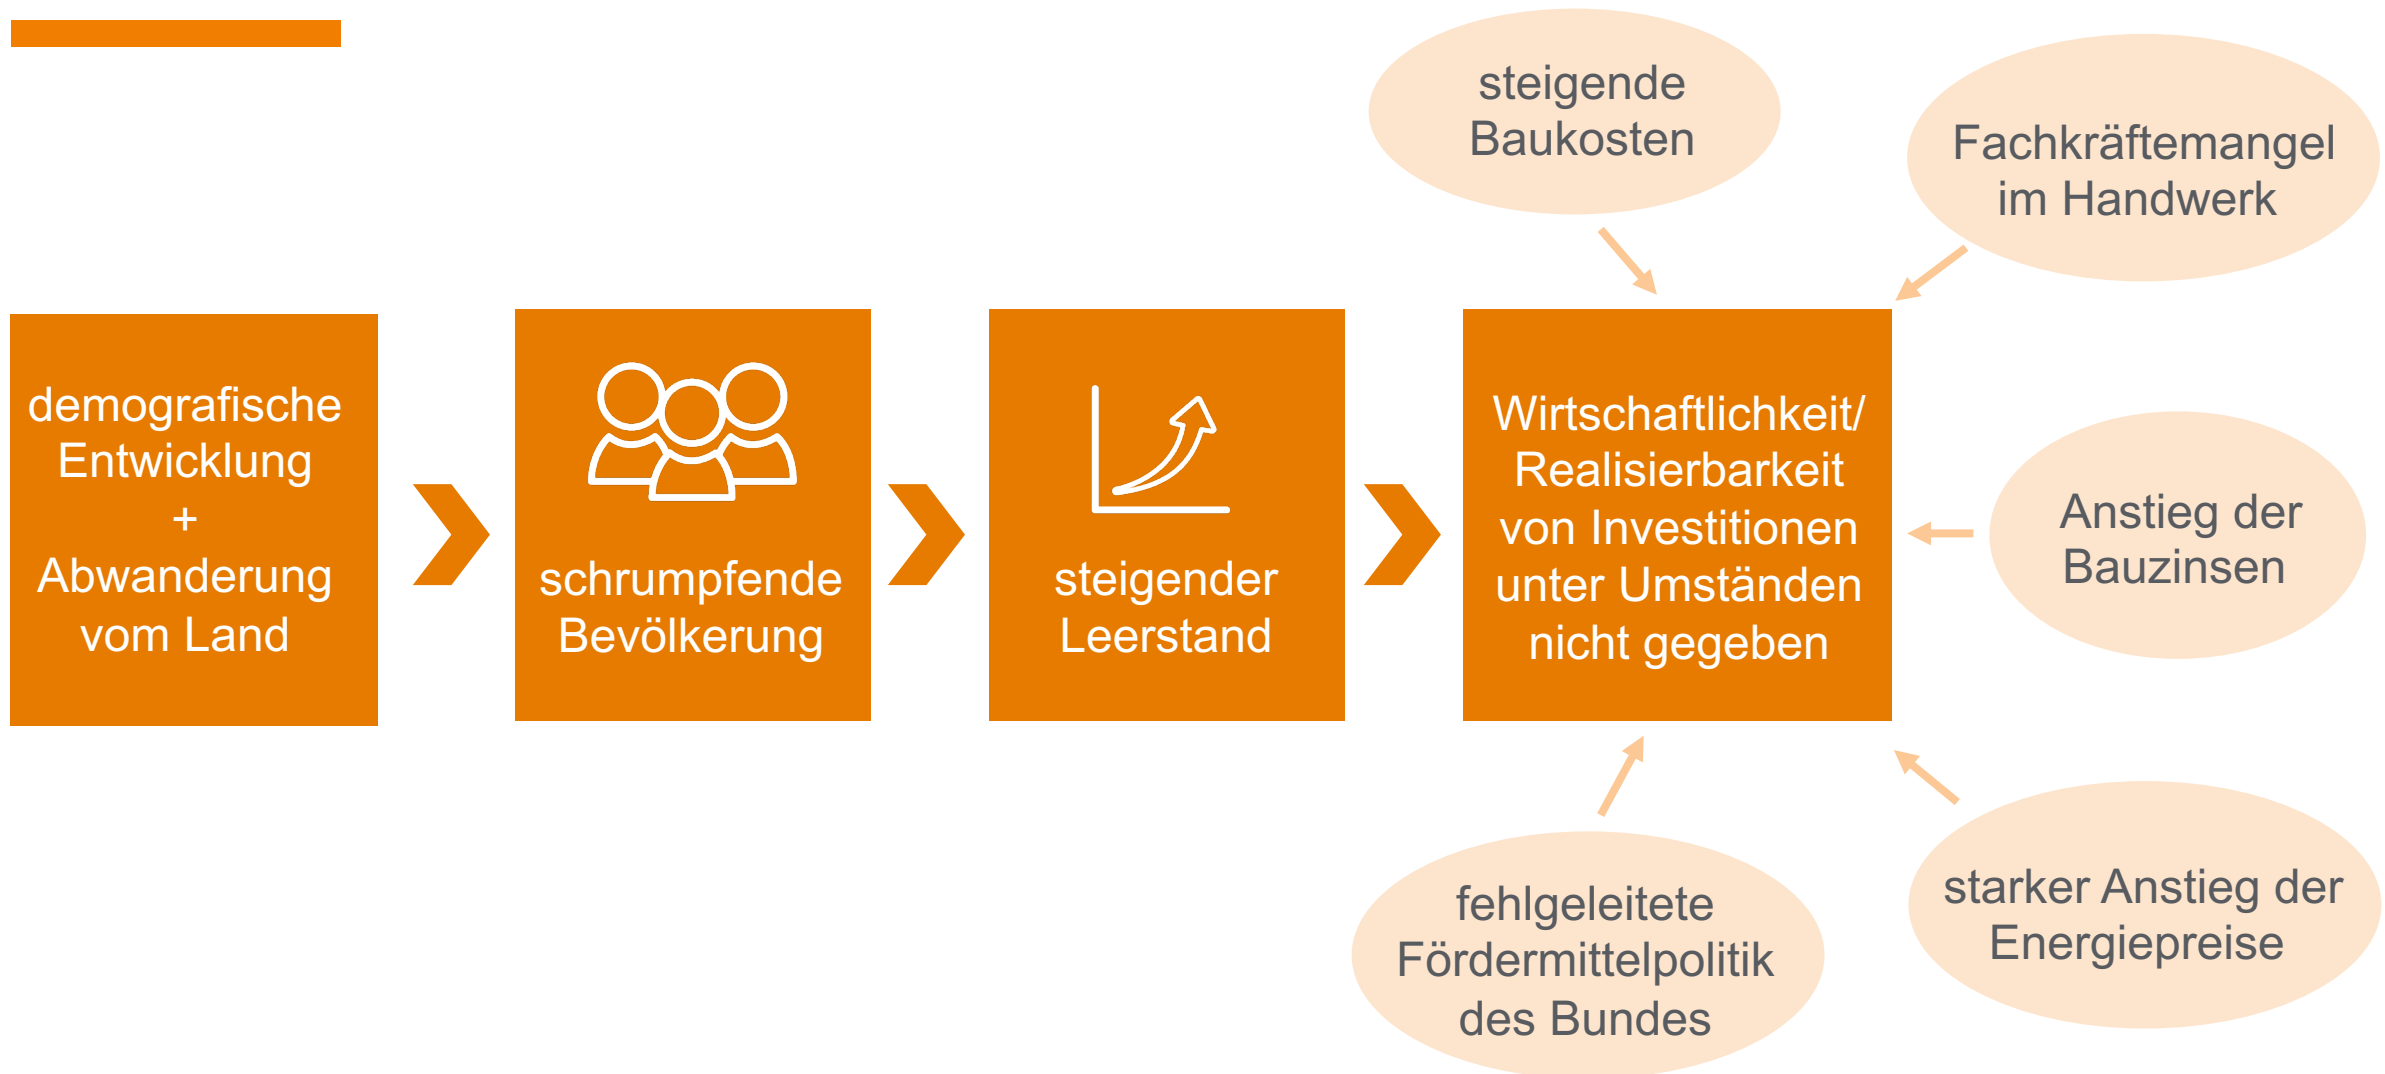 demografische
Entwicklung
+
Abwanderung
vom Land
schrumpfende
Bevölkerung
steigender
Leerstand
Wirtschaftlichkeit/
Realisierbarkeit
von Investitionen
unter Umständen
nicht gegeben
steigende
Baukosten
Fachkräftemangel
im Handwerk
Anstieg der
Bauzinsen
starker Anstieg der
Energiepreise
fehlgeleitete
Fördermittelpolitik
des Bundes